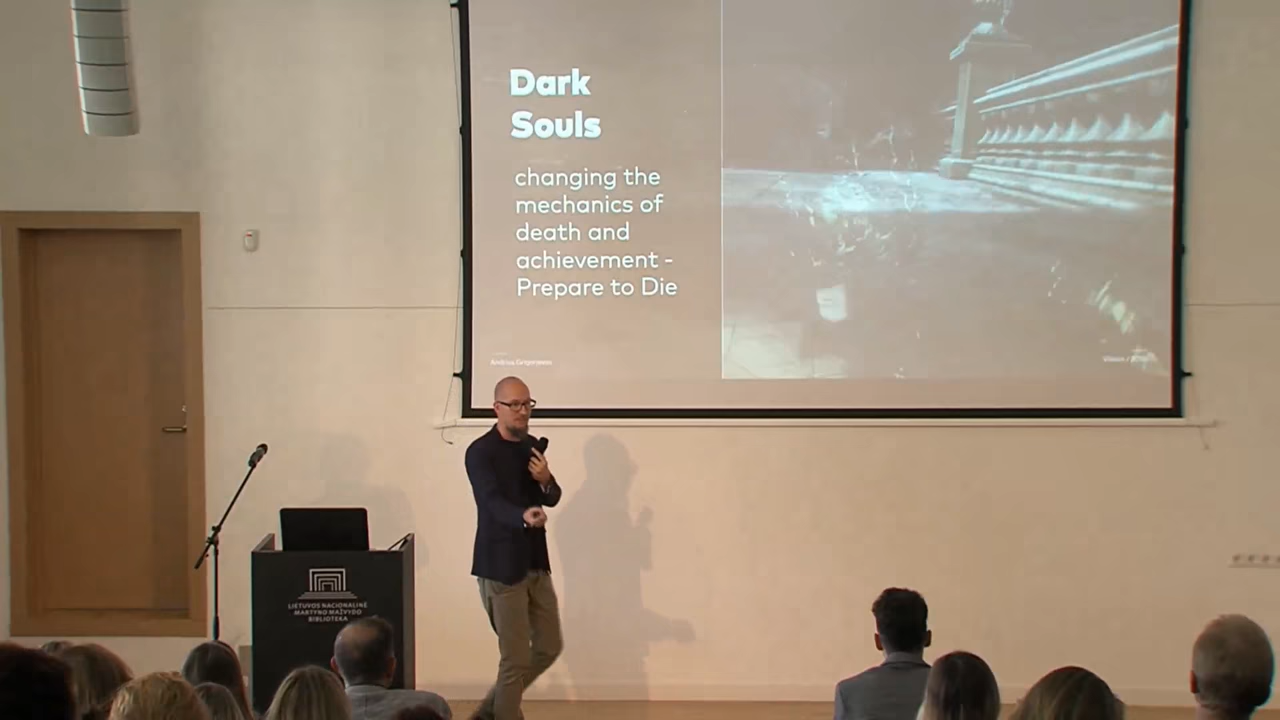 Dark
Souls
changing the
mechanics of
death and
achievement -
Prepare to Die
LIETUVOS NACIONALINĖ
MARTYNO MAŽVYDO
BIBLIOTEKA